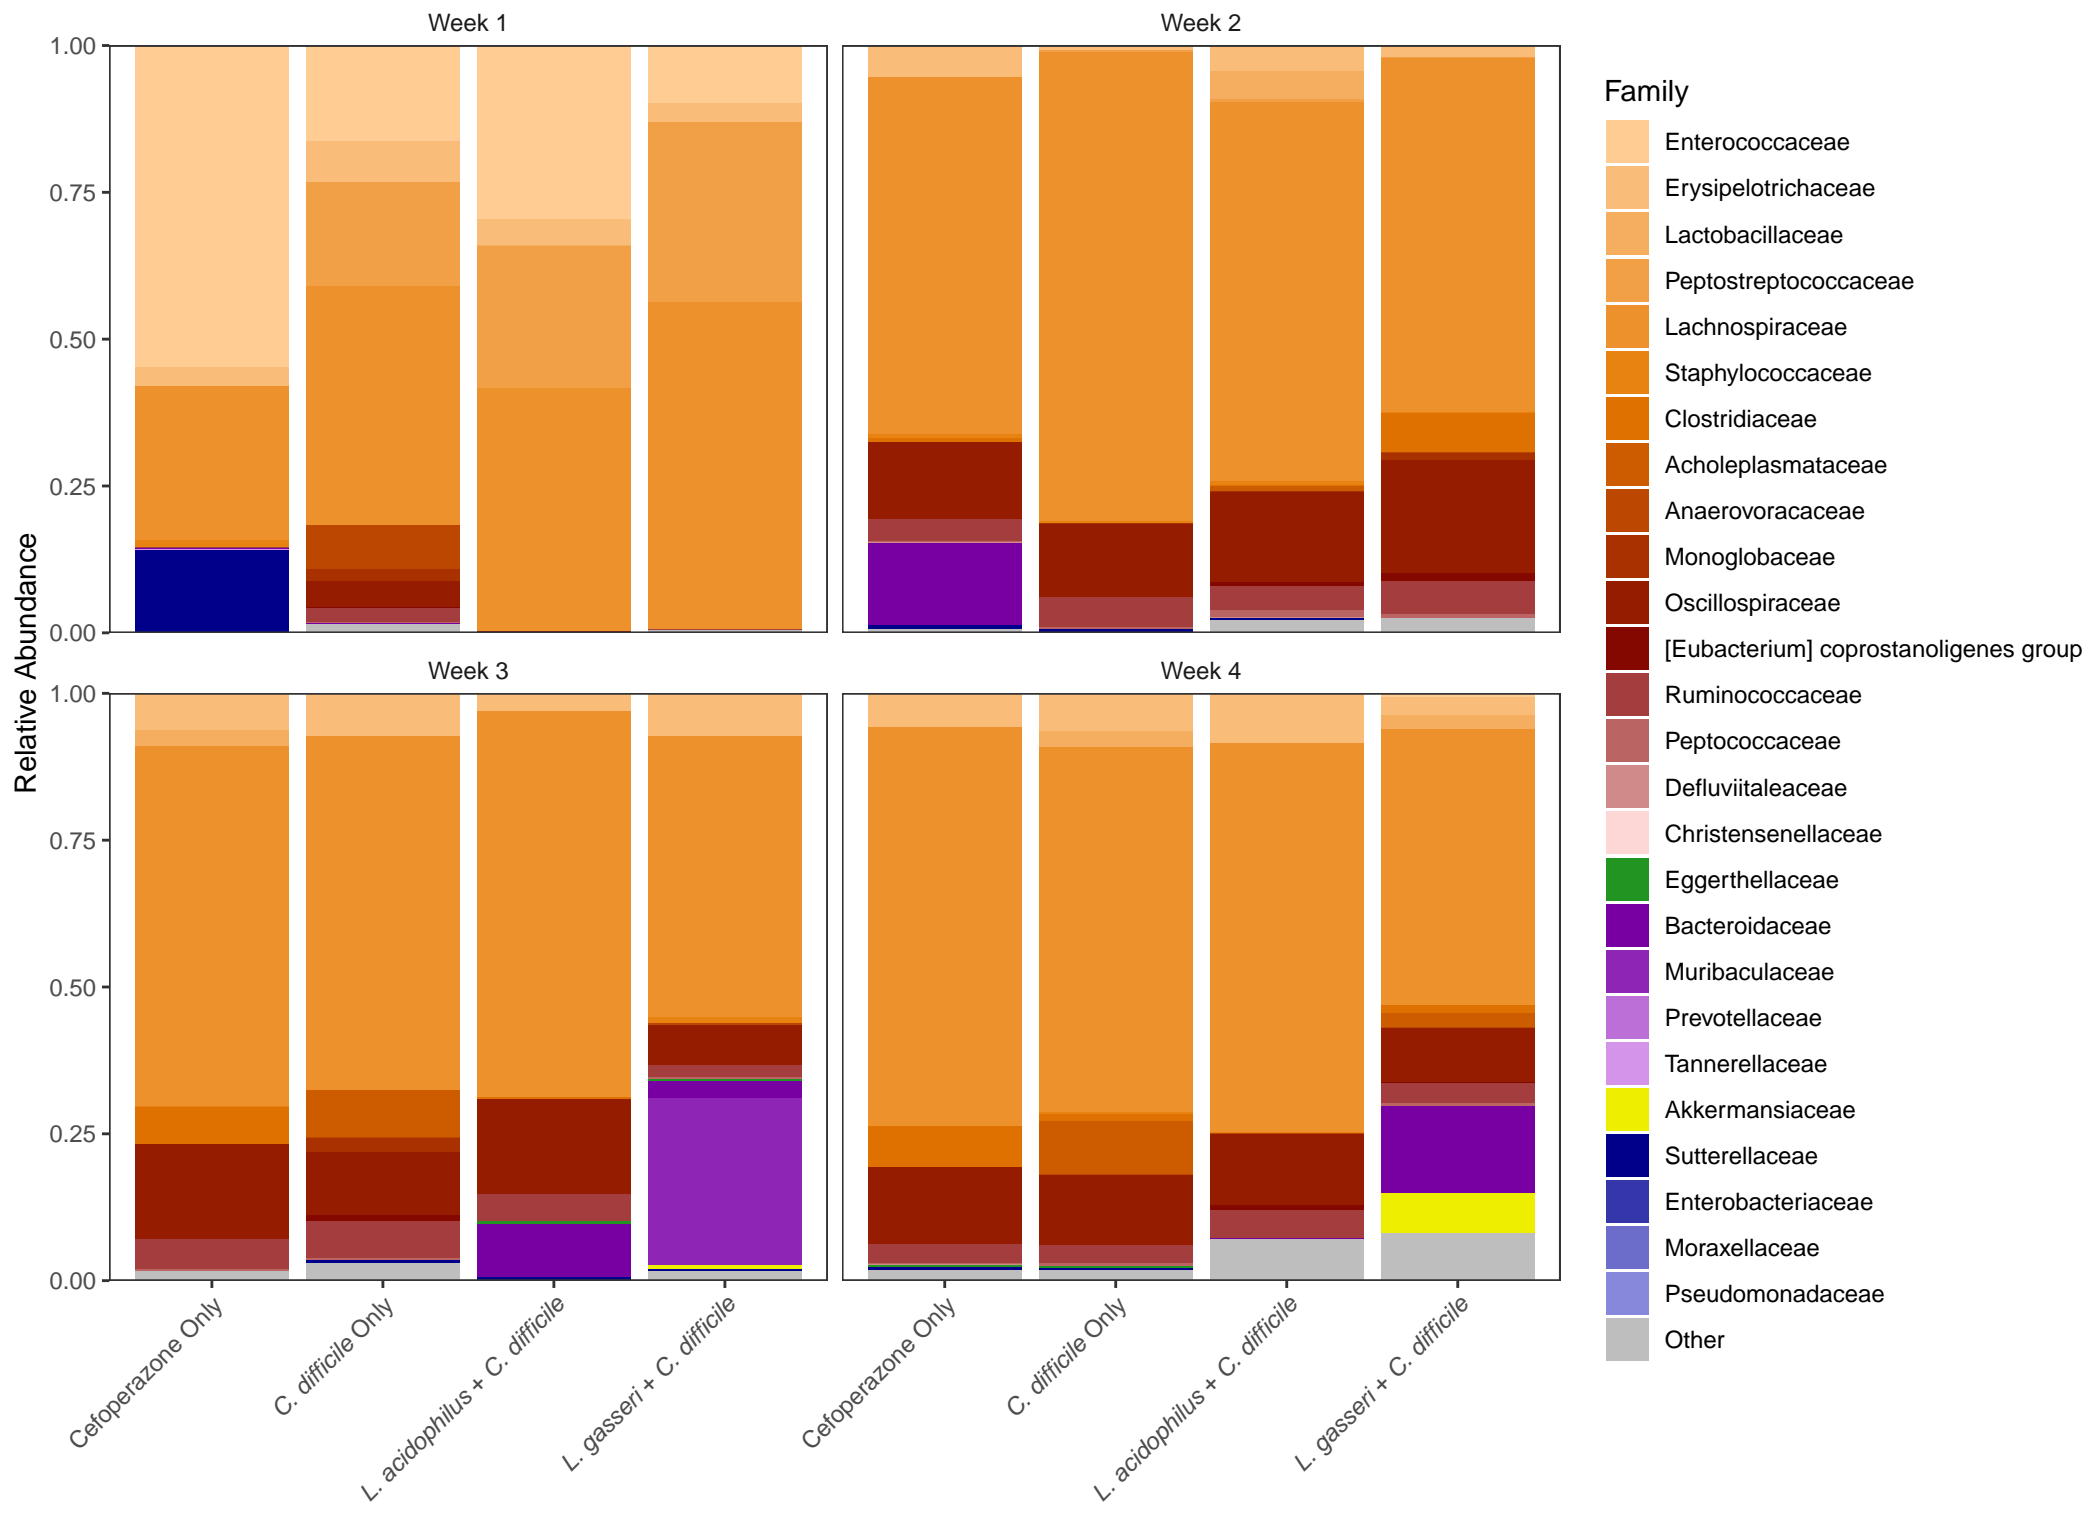 Week 1
Week 2
1.00
0.75
0.50
0.25
0.00
Relative Abundance
Week 3
Week 4
1.00
0.75
0.50
0.25
0.00
Cefoperazone Only
C. difficile Only
L. acidophilus + C. difficile
L. gasseri + C. difficile
Cefoperazone Only
C. difficile Only
L. acidophilus + C. difficile
L. gasseri + C. difficile
Family
Enterococcaceae
Erysipelotrichaceae
Lactobacillaceae
Peptostreptococcaceae
Lachnospiraceae
Staphylococcaceae
Clostridiaceae
Acholeplasmataceae
Anaerovoracaceae
Monoglobaceae
Oscillospiraceae
[Eubacterium] coprostanoligenes group
Ruminococcaceae
Peptococcaceae
Defluviitaleaceae
Christensenellaceae
Eggerthellaceae
Bacteroidaceae
Muribaculaceae
Prevotellaceae
Tannerellaceae
Akkermansiaceae
Sutterellaceae
Enterobacteriaceae
Moraxellaceae
Pseudomonadaceae
Other